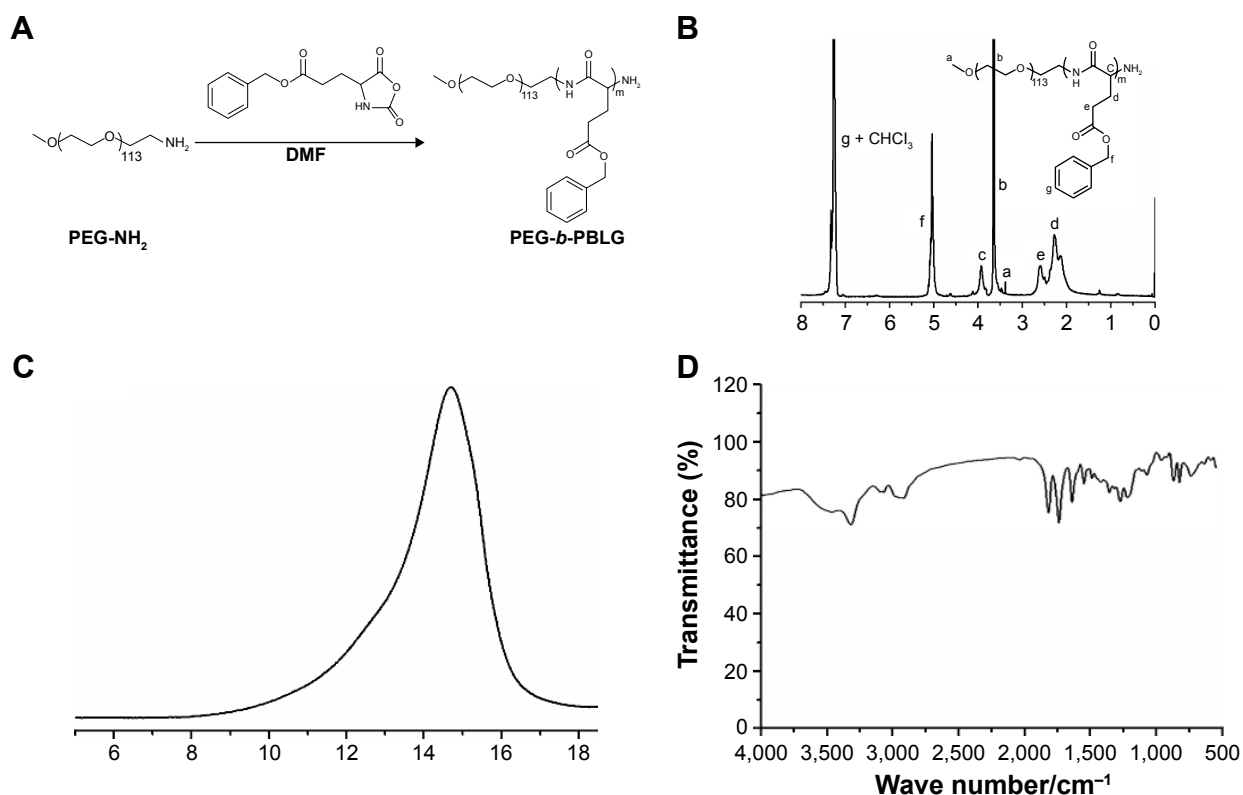 A
O
O
O
O
HN
O
O
O
O
113
NH2
DMF
PEG-NH2
O
O
113
N
H
O
m
NH2
O
O
PEG-b-PBLG
B
a
O
b
O
113
N
H
O
C
m
NH2
d
e
O
O
f
g
g + CHCl3
f
c
b
a
e
d
8 7 6 5 4 3 2 1 0
C
6 8 10 12 14 16 18
D
Transmittance (%)
120
100
80
60
40
20
0
4,000 3,500 3,000 2,500 2,000 1,500 1,000 500
Wave number/cm–1